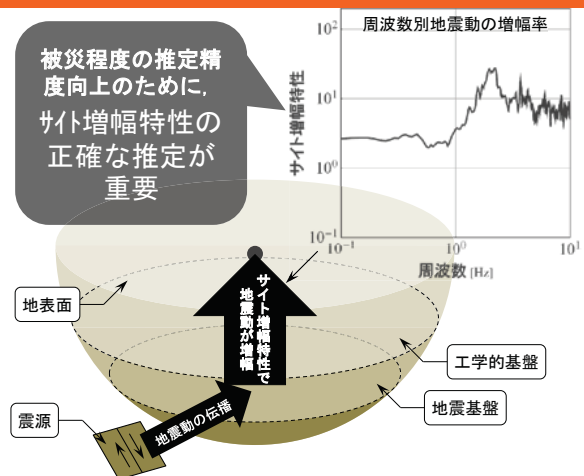 被災程度の推定精
度向上のために,
サイト増幅特性の
正確な推定が
重要
周波数別地震動の増幅率
サイト増幅特性
10²
10¹
10⁰
10⁻¹
10⁻¹
10⁰
10¹
周波数 [Hz]
サイト増幅特性で
地震動が増幅
地表面
工学的基盤
地震基盤
震源
地震動の伝播